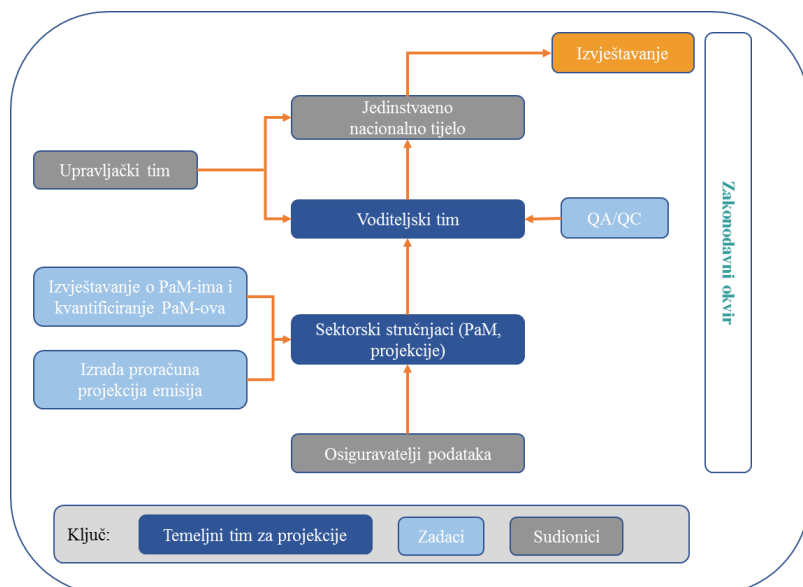 Izvještavanje
Jedinstvaeno
nacionalno tijelo
Upravljački tim
Voditeljski tim
QA/QC
Zakonodavni okvir
Izvještavanje o PaM-ima i
kvantificiranje PaM-ova
Sektorski stručnjaci (PaM,
projekcije)
Izrada proračuna
projekcija emisija
Osiguravatelji podataka
Ključ:
Temeljni tim za projekcije
Zadaci
Sudionici